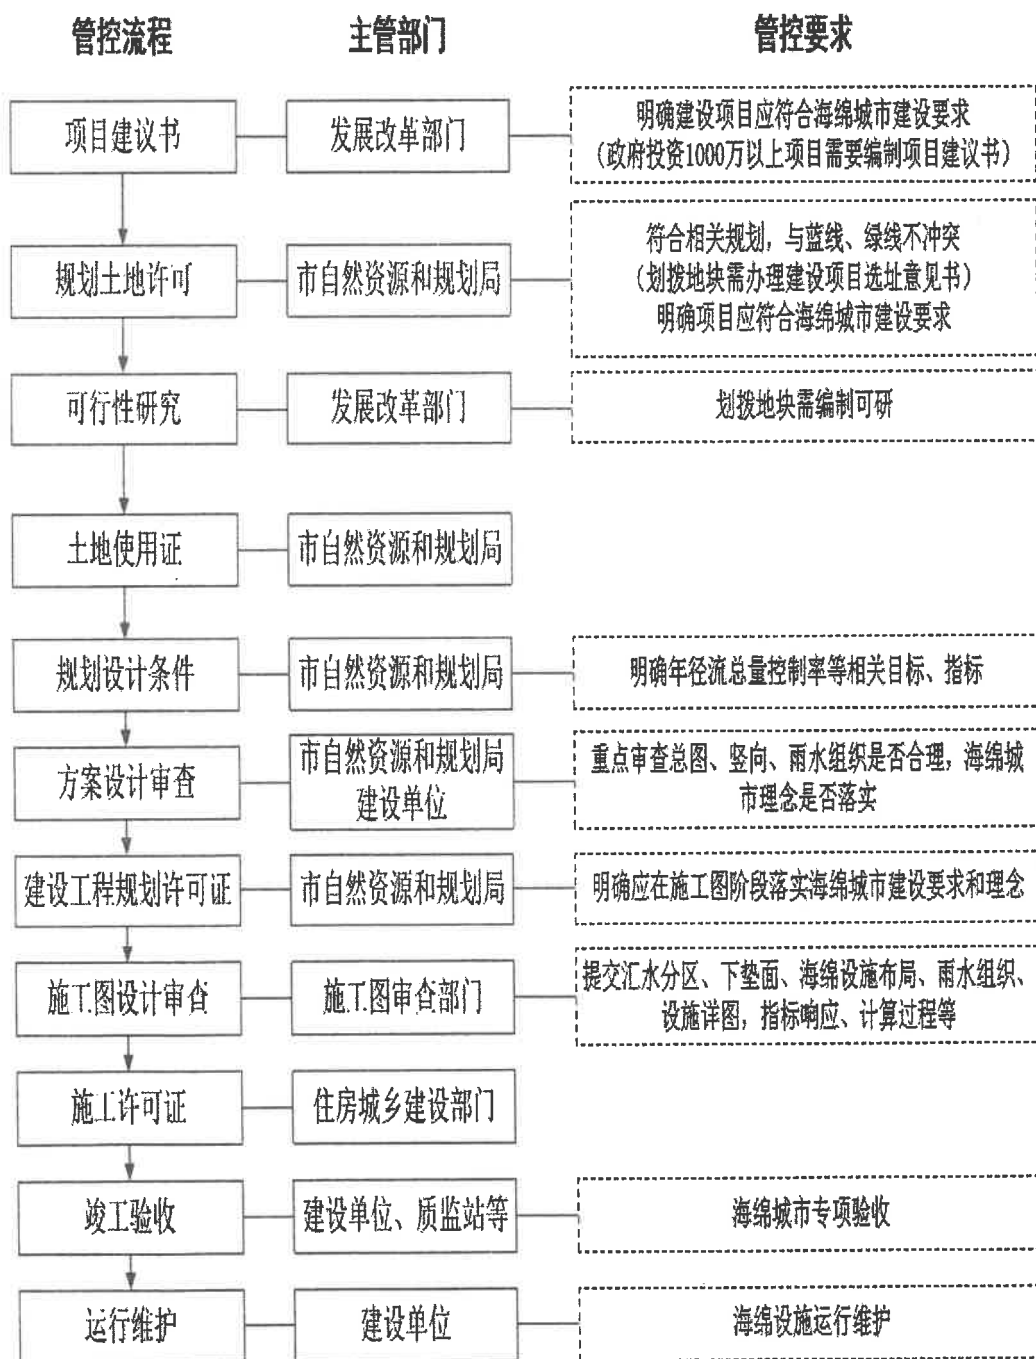 管控流程 主管部门 管控要求
项目建议书 发展改革部门 明确建设项目应符合海绵城市建设要求
（政府投资1000万以上项目需要编制项目建议书）
规划土地许可 市自然资源和规划局 符合相关规划，与蓝线、绿线不冲突
（划拨地块需办理建设项目选址意见书）
明确项目应符合海绵城市建设要求
可行性研究 发展改革部门 划拨地块需编制可研
土地使用证 市自然资源和规划局
规划设计条件 市自然资源和规划局 明确年径流总量控制率等相关目标、指标
方案设计审查 市自然资源和规划局
建设单位
重点审查总图、竖向、雨水组织是否合理，海绵城
市理念是否落实
建设工程规划许可证 市自然资源和规划局 明确应在施工图阶段落实海绵城市建设要求和理念
施工图设计审查 施工图审查部门 提交汇水分区、下垫面、海绵设施布局、雨水组织、
设施详图，指标响应、计算过程等
施工许可证 住房城乡建设部门
竣工验收 建设单位、质监站等 海绵城市专项验收
运行维护 建设单位 海绵设施运行维护